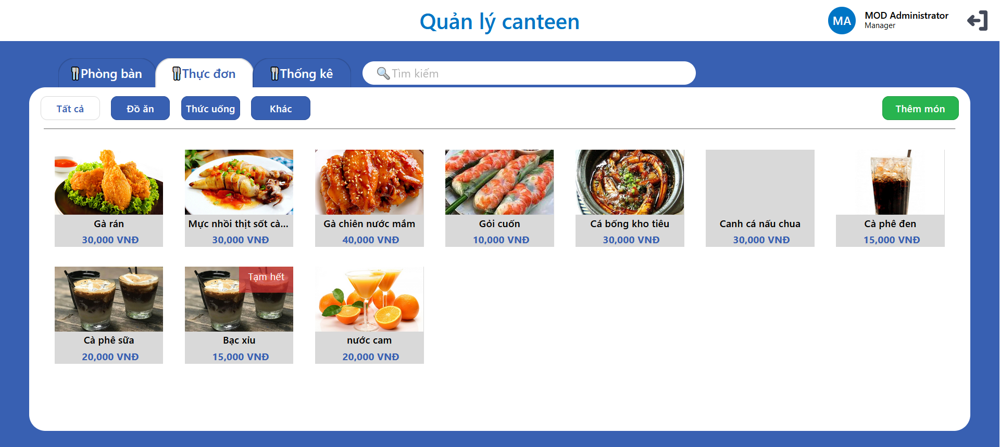 Quản lý canteen
MA
MOD Administrator
Manager
Phòng bàn
Thực đơn
Thống kê
Tìm kiếm
Tất cả
Đồ ăn
Thức uống
Khác
Thêm món
Gà rán
30,000 VNĐ
Mực nhồi thịt sốt cà...
30,000 VNĐ
Gà chiên nước mắm
40,000 VNĐ
Gỏi cuốn
10,000 VNĐ
Cá bống kho tiêu
30,000 VNĐ
Canh cá nấu chua
30,000 VNĐ
Cà phê đen
15,000 VNĐ
Cà phê sữa
20,000 VNĐ
Tạm hết
Bạc xỉu
15,000 VNĐ
nước cam
20,000 VNĐ